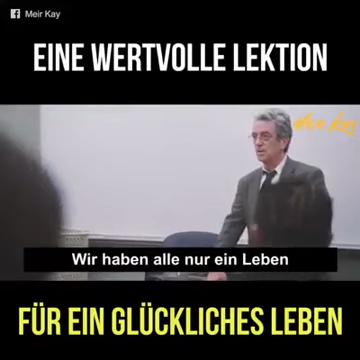 Meir Kay
EINE WERTVOLLE LEKTION
Wir haben alle nur ein Leben
FÜR EIN GLÜCKLICHES LEBEN